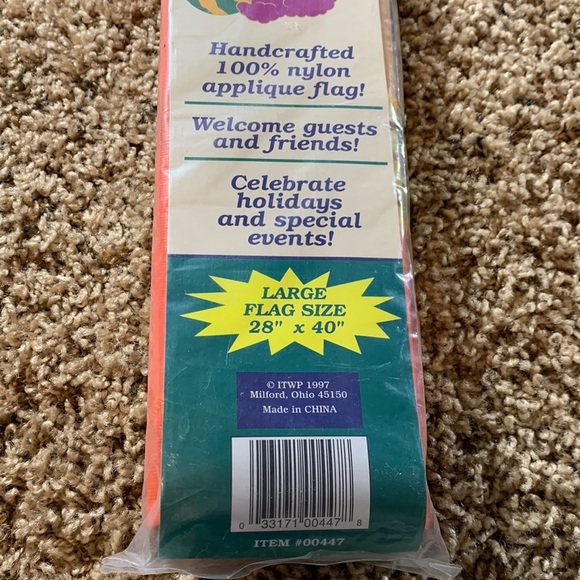 Handcrafted
100% nylon
applique flag!
Welcome guests
and friends!
Celebrate
holidays
and special
events!
LARGE
FLAG SIZE
28" x 40"
© ITWP 1997
Milford, Ohio 45150
Made in CHINA
0 33171 00447 8
ITEM #00447